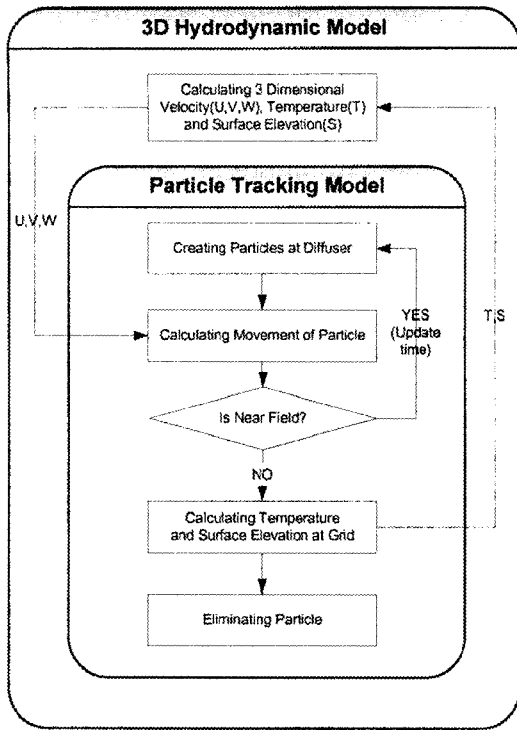 3D Hydrodynamic Model
Calculating 3 Dimensional
Velocity(U,V,W), Temperature(T)
and Surface Elevation(S)
Particle Tracking Model
U,V,W
Creating Particles at Diffuser
YES
(Update
time)
T,S
Calculating Movement of Particle
Is Near Field?
NO
Calculating Temperature
and Surface Elevation at Grid
Eliminating Particle